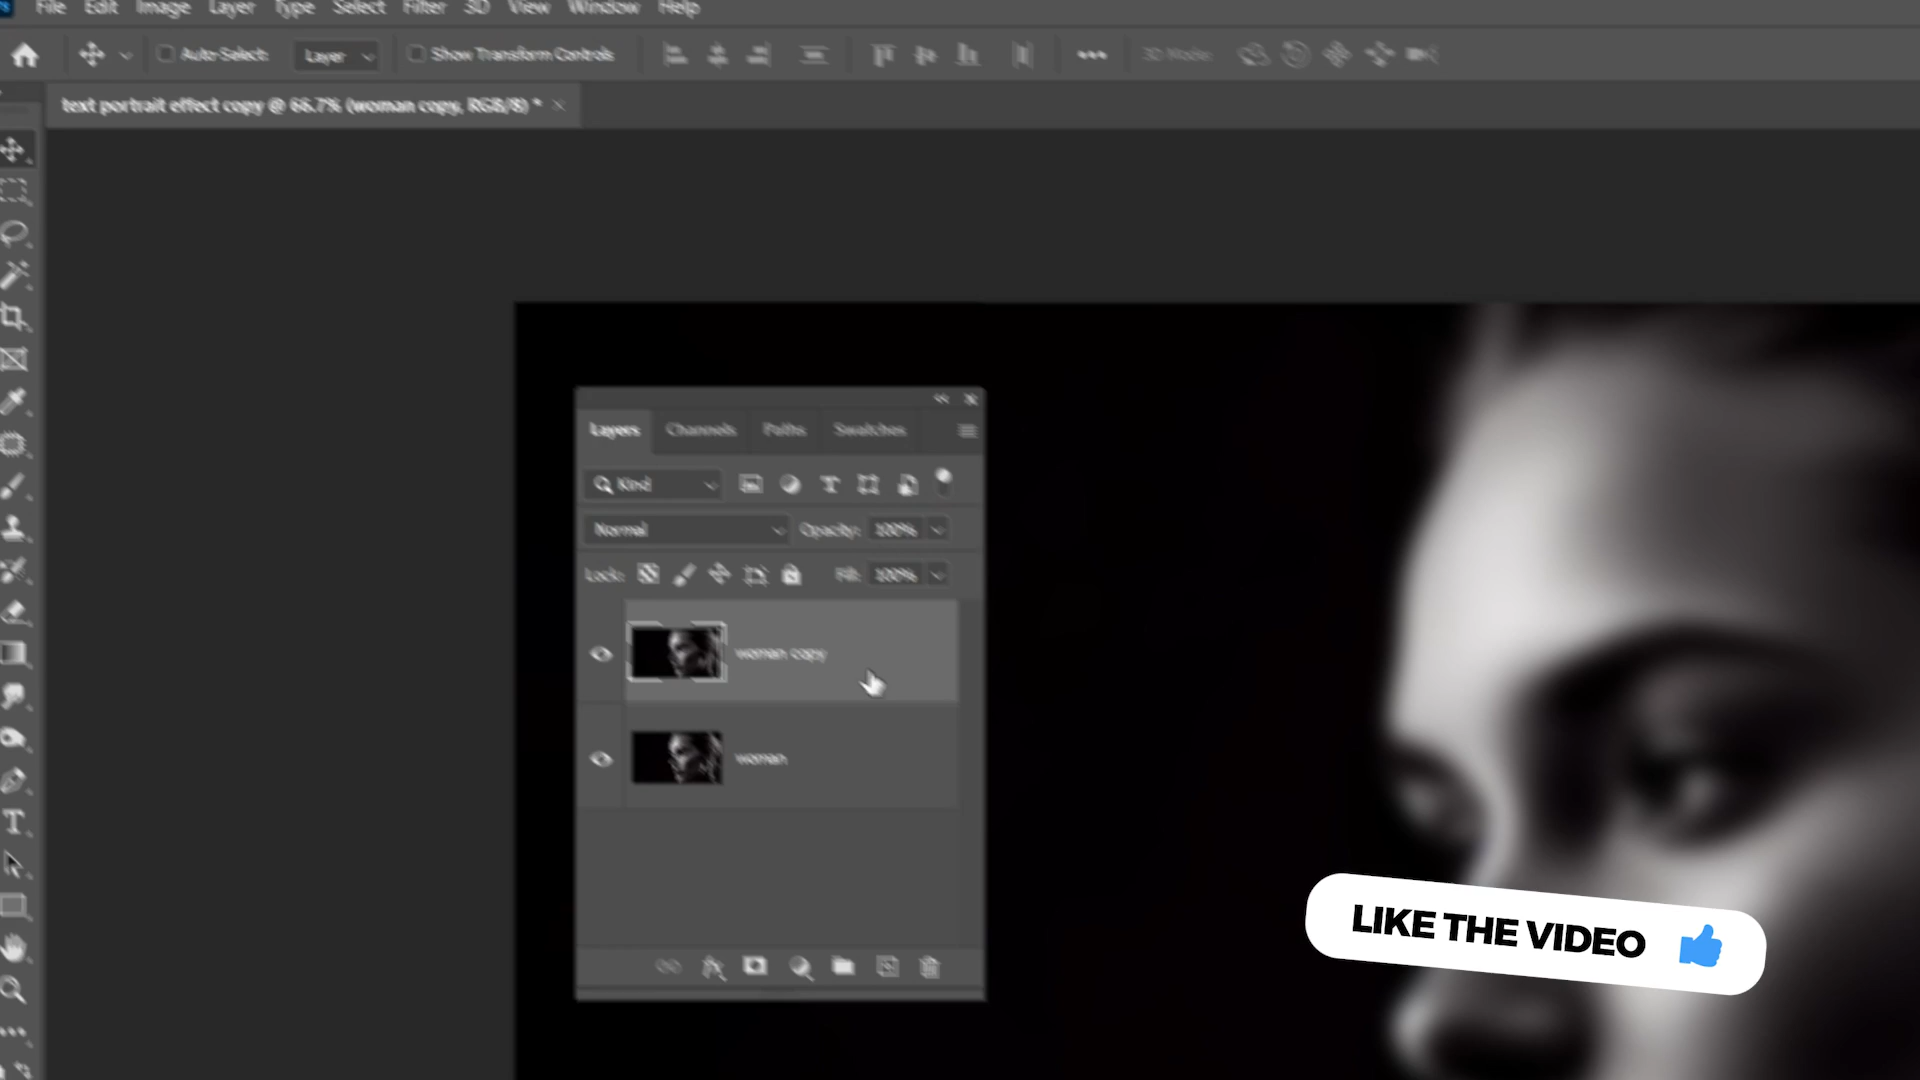 File Edit Image Layer Type Select Filter 3D View Window Help
Auto-Select: Layer Show Transform Controls 3D Mode:
text portrait effect copy @ 66.7% (woman copy, RGB/8) *
Layers Channels Paths Swatches
Kind
Normal Opacity: 100%
Lock: Fill: 100%
woman copy
woman
LIKE THE VIDEO